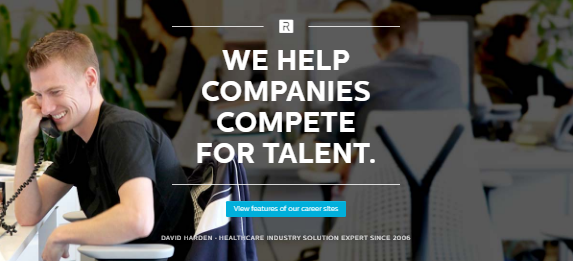 R
WE HELP
COMPANIES
COMPETE
FOR TALENT.
View features of our career sites
DAVID HARDEN - HEALTHCARE INDUSTRY SOLUTION EXPERT SINCE 2006